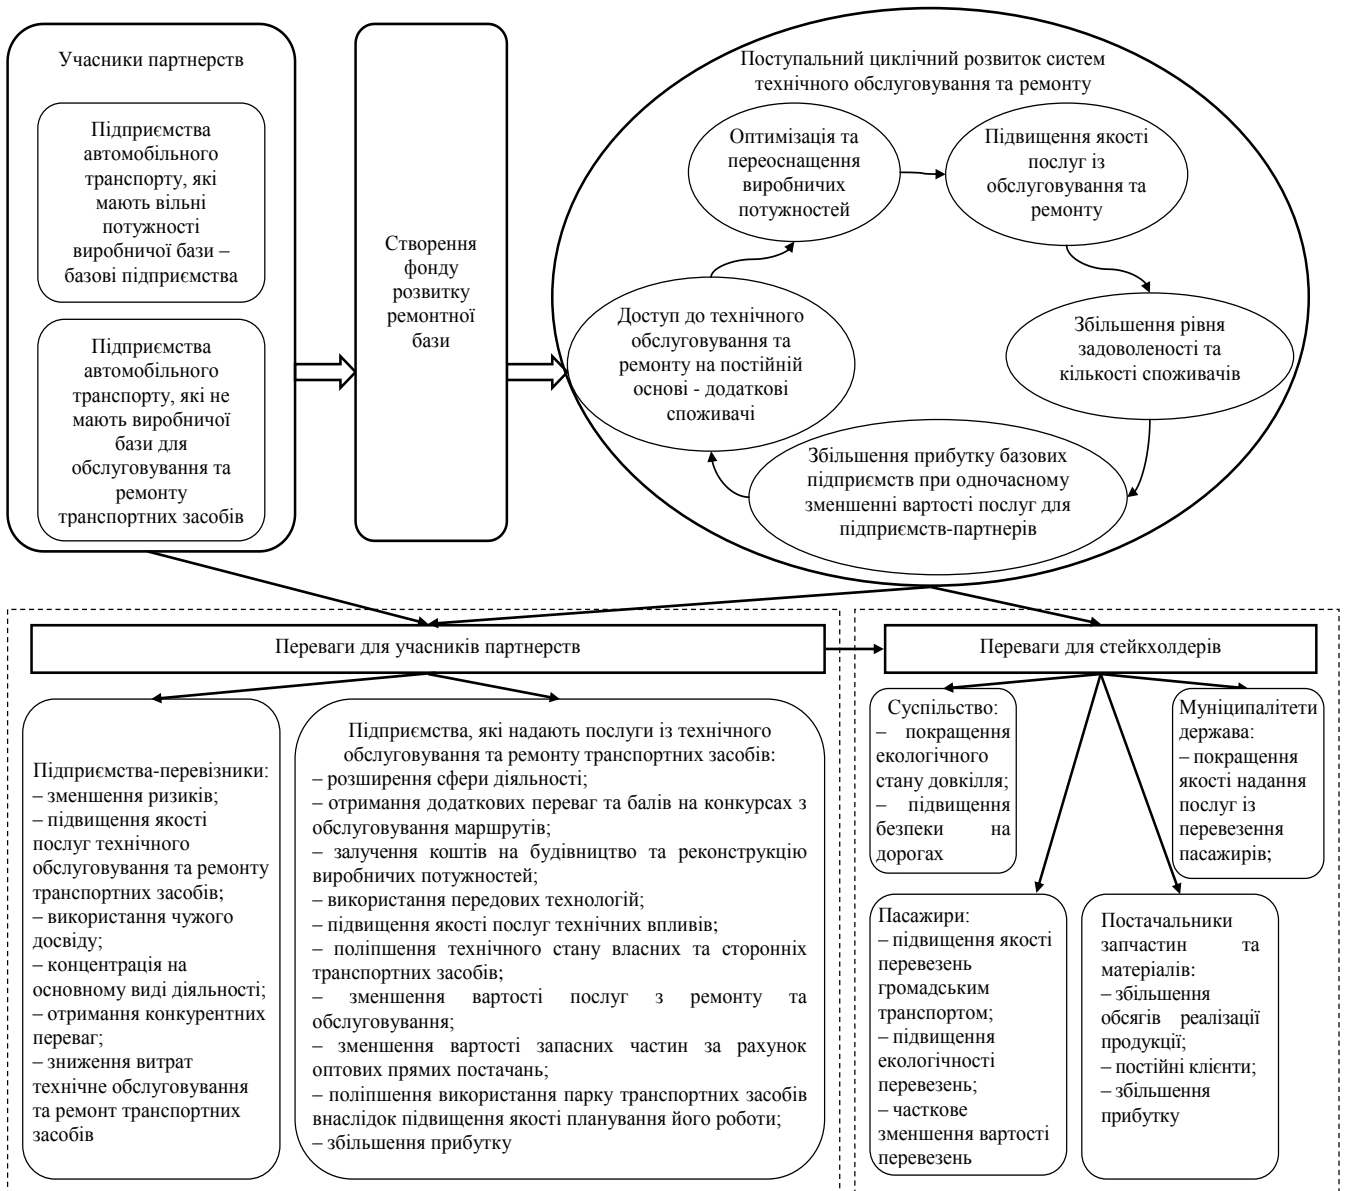 Учасники партнерств
Підприємства
автомобільного
транспорту, які
мають вільні
потужності
виробничої бази –
базові підприємства
Підприємства
автомобільного
транспорту, які не
мають виробничої
бази для
обслуговування та
ремонту
транспортних засобів
Створення
фонду
розвитку
ремонтної
бази
Поступальний циклічний розвиток систем
технічного обслуговування та ремонту
Оптимізація та
переоснащення
виробничих
потужностей
Підвищення якості
послуг із
обслуговування та
ремонту
Збільшення рівня
задоволеності та
кількості споживачів
Збільшення прибутку базових
підприємств при одночасному
зменшенні вартості послуг для
підприємств-партнерів
Доступ до технічного
обслуговування та
ремонту на постійній
основі - додаткові
споживачі
Переваги для учасників партнерств
Підприємства-перевізники:
– зменшення ризиків;
– підвищення якості
послуг технічного
обслуговування та ремонту
транспортних засобів;
– використання чужого
досвіду;
– концентрація на
основному виді діяльності;
– отримання конкурентних
переваг;
– зниження витрат
технічне обслуговування
та ремонт транспортних
засобів
Підприємства, які надають послуги із технічного
обслуговування та ремонту транспортних засобів:
– розширення сфери діяльності;
– отримання додаткових переваг та балів на конкурсах з
обслуговування маршрутів;
– залучення коштів на будівництво та реконструкцію
виробничих потужностей;
– використання передових технологій;
– підвищення якості послуг технічних впливів;
– поліпшення технічного стану власних та сторонніх
транспортних засобів;
– зменшення вартості послуг з ремонту та
обслуговування;
– зменшення вартості запасних частин за рахунок
оптових прямих постачань;
– поліпшення використання парку транспортних засобів
внаслідок підвищення якості планування його роботи;
– збільшення прибутку
Переваги для стейкхолдерів
Суспільство:
– покращення
екологічного
стану довкілля;
– підвищення
безпеки на
дорогах
Муніципалітети
держава:
– покращення
якості надання
послуг із
перевезення
пасажирів;
Пасажири:
– підвищення якості
перевезень
громадським
транспортом;
– підвищення
екологічності
перевезень;
– часткове
зменшення вартості
перевезень
Постачальники
запчастин та
матеріалів:
– збільшення
обсягів реалізації
продукції;
– постійні клієнти;
– збільшення
прибутку